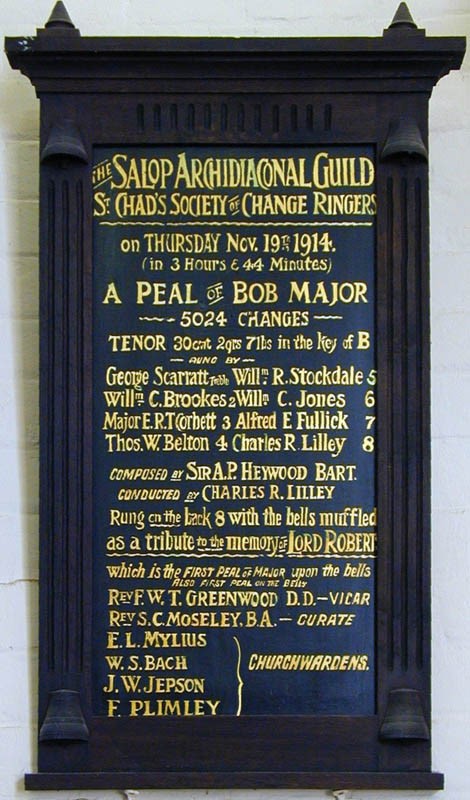 THE SALOP ARCHIDIACONAL GUILD
ST CHAD'S SOCIETY OF CHANGE RINGERS
on THURSDAY Nov. 19TH 1914.
(in 3 Hours & 44 Minutes)
A PEAL OF BOB MAJOR
5024 CHANGES
TENOR 30cwt 2qrs 7lbs in the key of B
RUNG BY
George Scarratt Treble Willm R. Stockdale 5
Willm C. Brookes 2 Willm C. Jones 6
Major E.R.T. Corbett 3 Alfred E Fullick 7
Thos. W. Belton 4 Charles R. Lilley 8
COMPOSED BY SIR A.P. HEYWOOD BART.
CONDUCTED BY CHARLES R. LILLEY
Rung on the back 8 with the bells muffled
as a tribute to the memory of LORD ROBERT
which is the FIRST PEAL OF MAJOR upon the bells
ALSO FIRST PEAL ON THE BELLS
REV F. W. T. GREENWOOD D.D. – VICAR
REV S. C. MOSELEY, B.A. – CURATE
E. L. MYLIUS
W. S. BACH
J. W. JEPSON
F. PLIMLEY
CHURCHWARDENS.